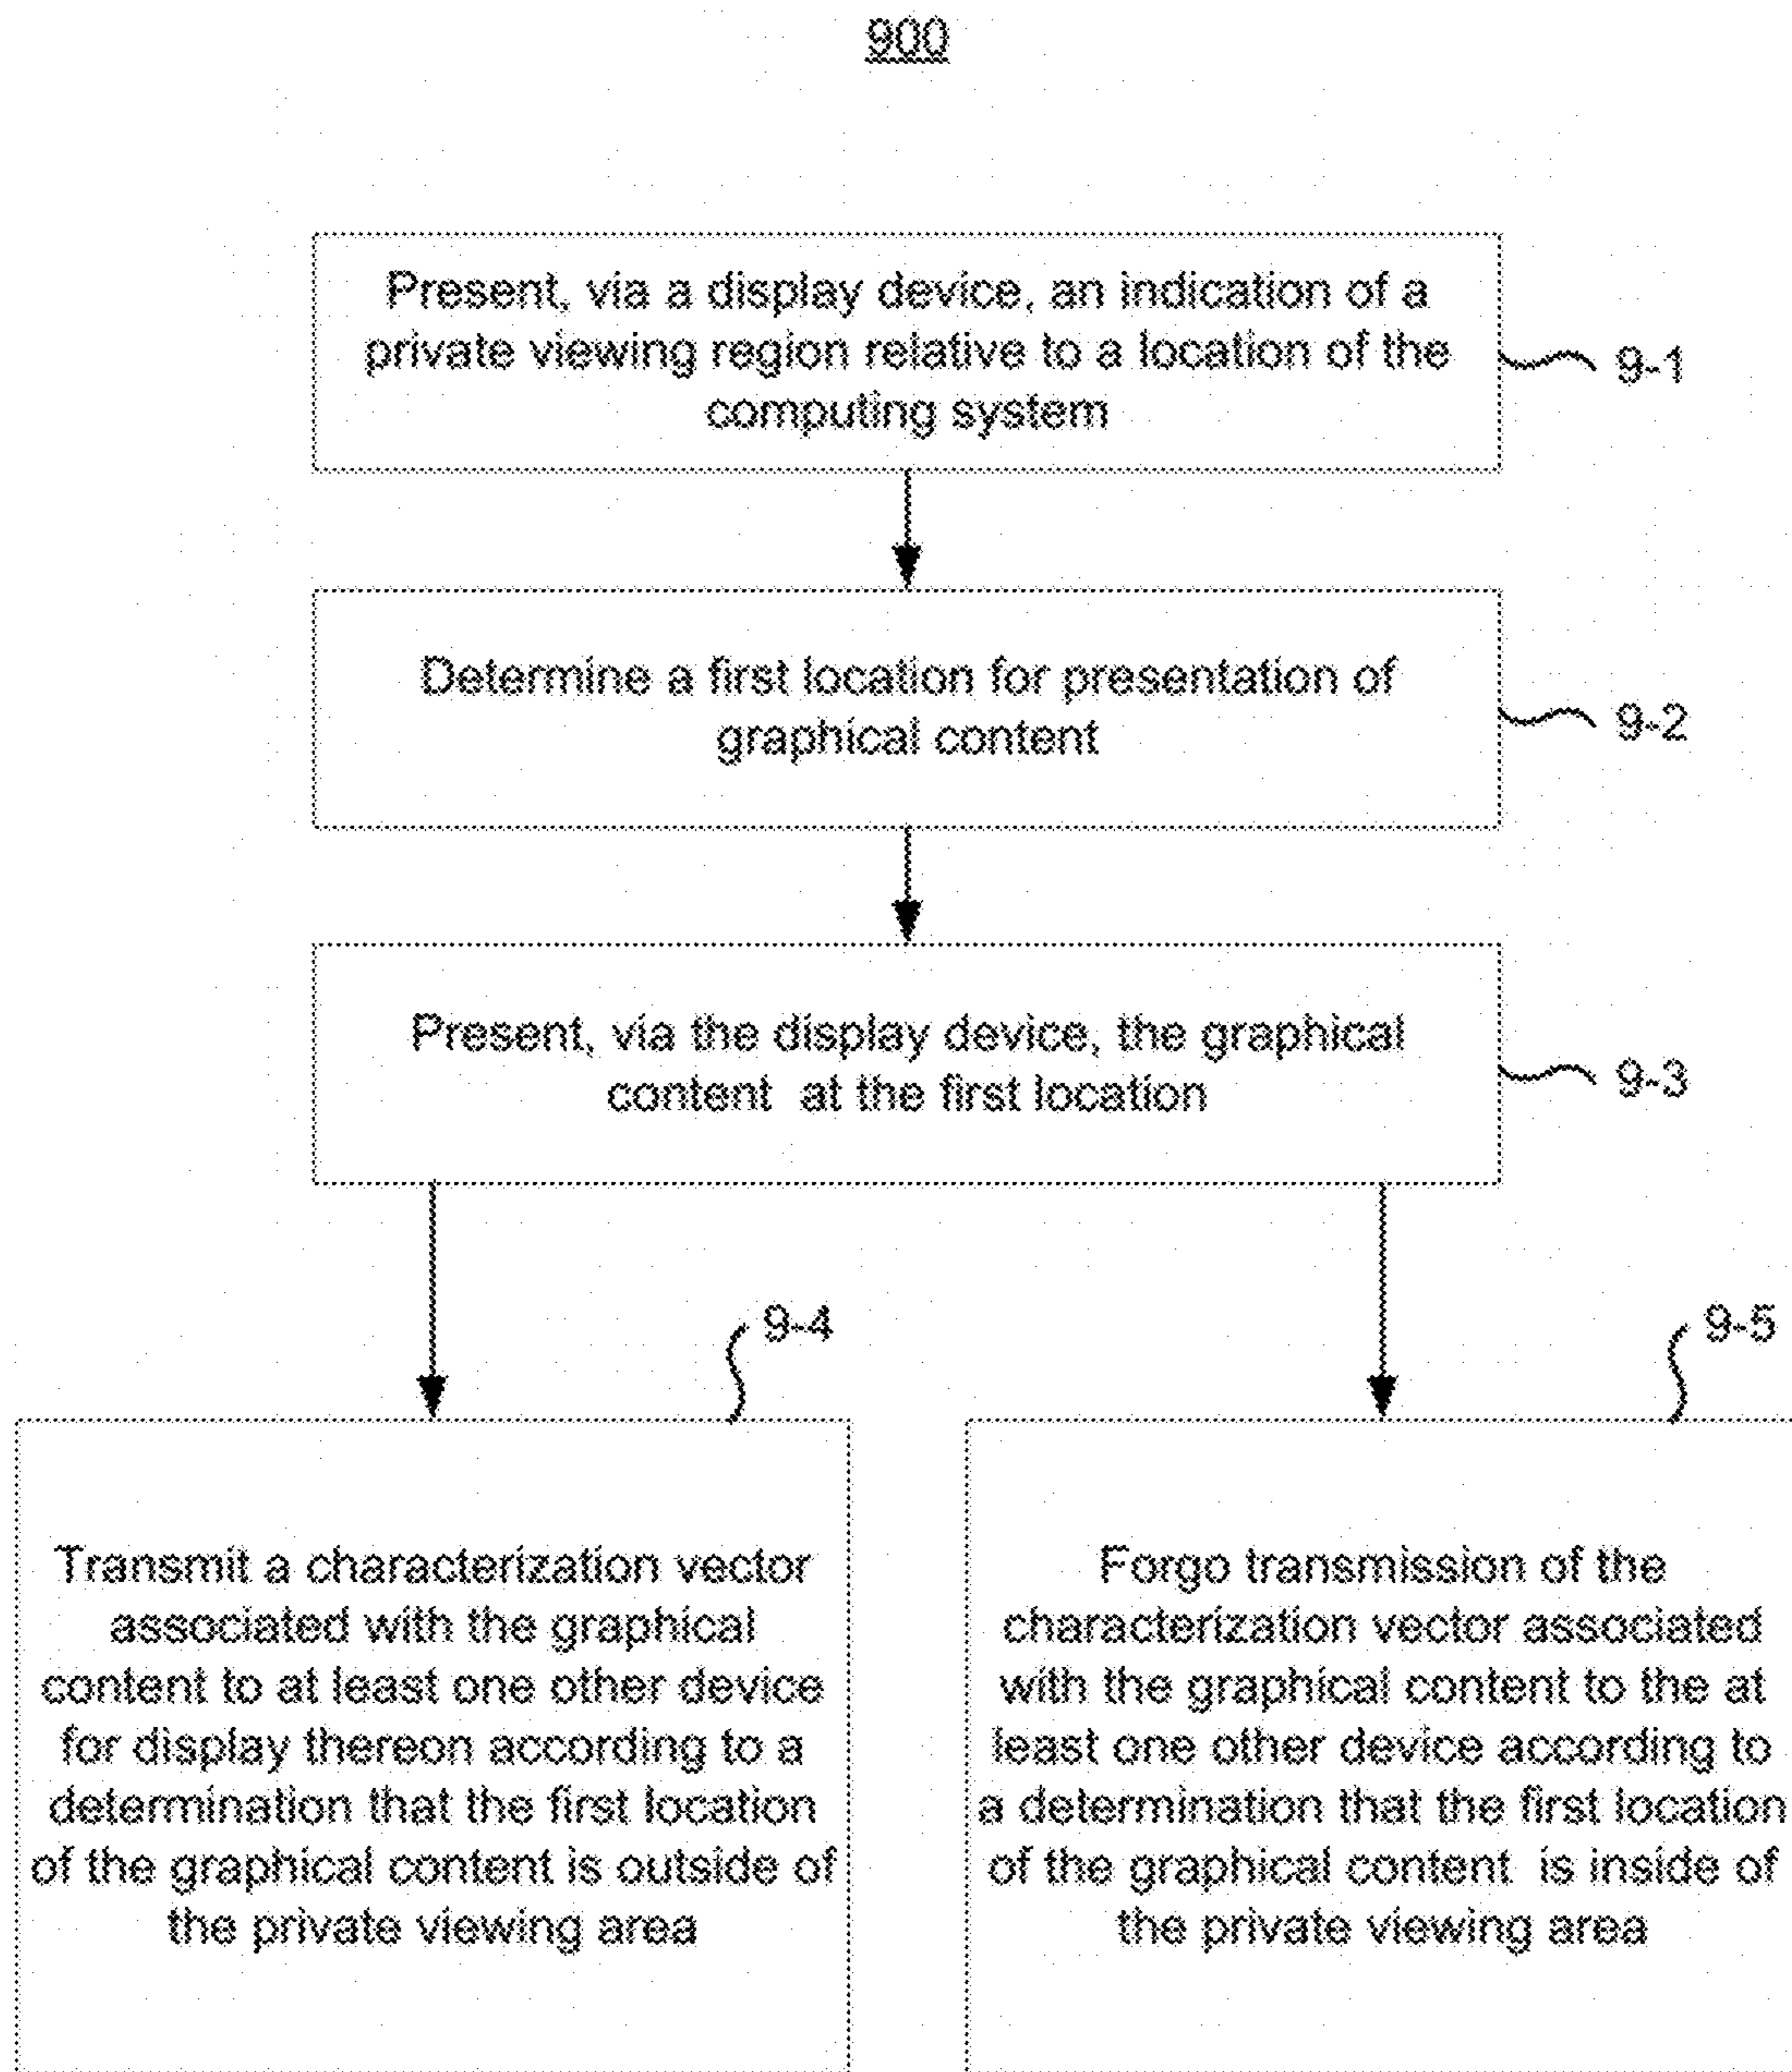 900
Present, via a display device, an indication of a
private viewing region relative to a location of the
computing system
9-1
Determine a first location for presentation of
graphical content
9-2
Present, via the display device, the graphical
content at the first location
9-3
9-4
Transmit a characterization vector
associated with the graphical
content to at least one other device
for display thereon according to a
determination that the first location
of the graphical content is outside of
the private viewing area
9-5
Forgo transmission of the
characterization vector associated
with the graphical content to the at
least one other device according to
a determination that the first location
of the graphical content is inside of
the private viewing area